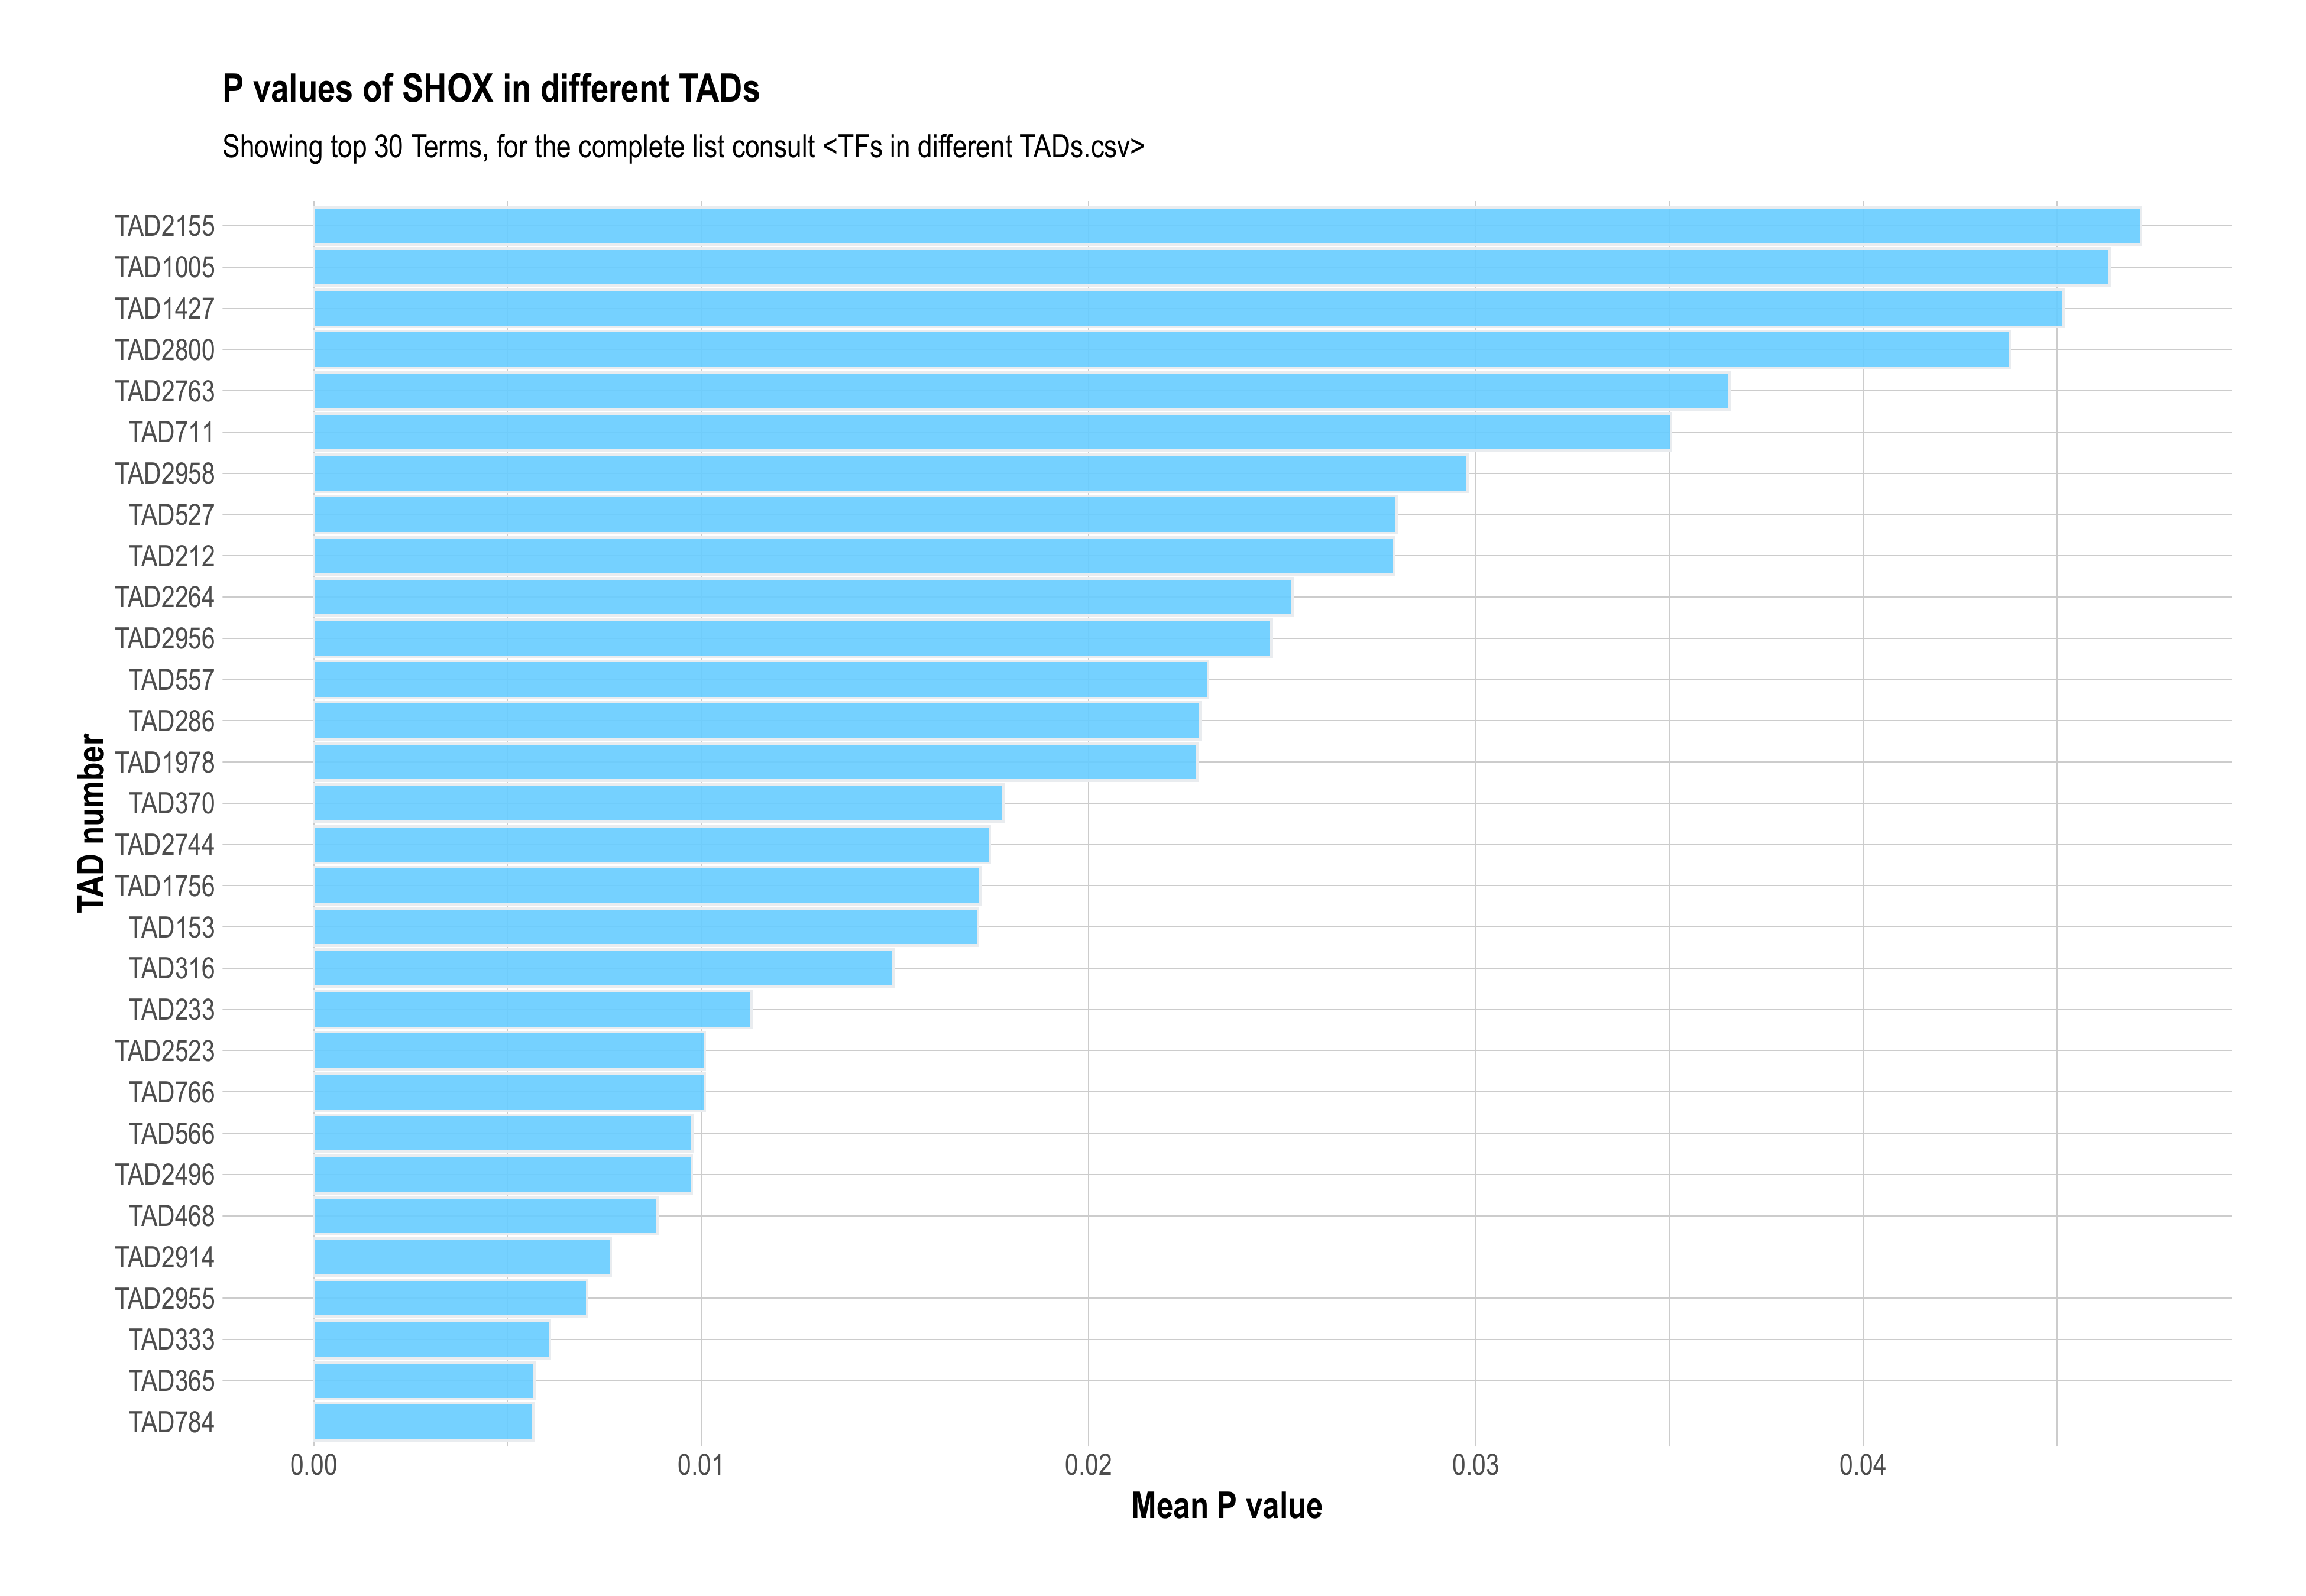 P values of SHOX in different TADs
Showing top 30 Terms, for the complete list consult <TFs in different TADs.csv>
TAD number
TAD2155
TAD1005
TAD1427
TAD2800
TAD2763
TAD711
TAD2958
TAD527
TAD212
TAD2264
TAD2956
TAD557
TAD286
TAD1978
TAD370
TAD2744
TAD1756
TAD153
TAD316
TAD233
TAD2523
TAD766
TAD566
TAD2496
TAD468
TAD2914
TAD2955
TAD333
TAD365
TAD784
0.00 0.01 0.02 0.03 0.04
Mean P value